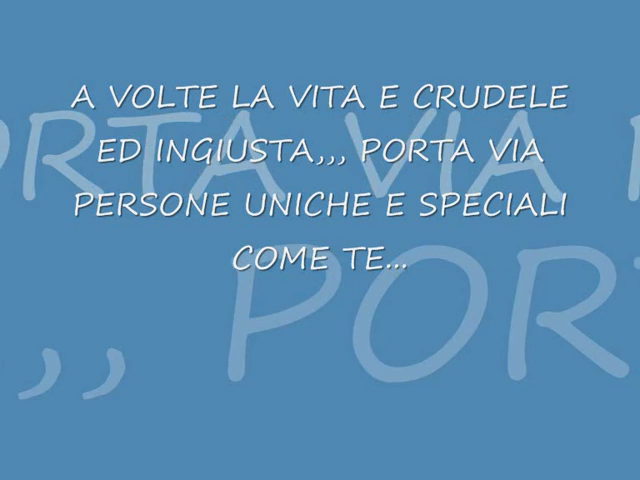 A VOLTE LA VITA E CRUDELE
ED INGIUSTA,,, PORTA VIA
PERSONE UNICHE E SPECIALI
COME TE...